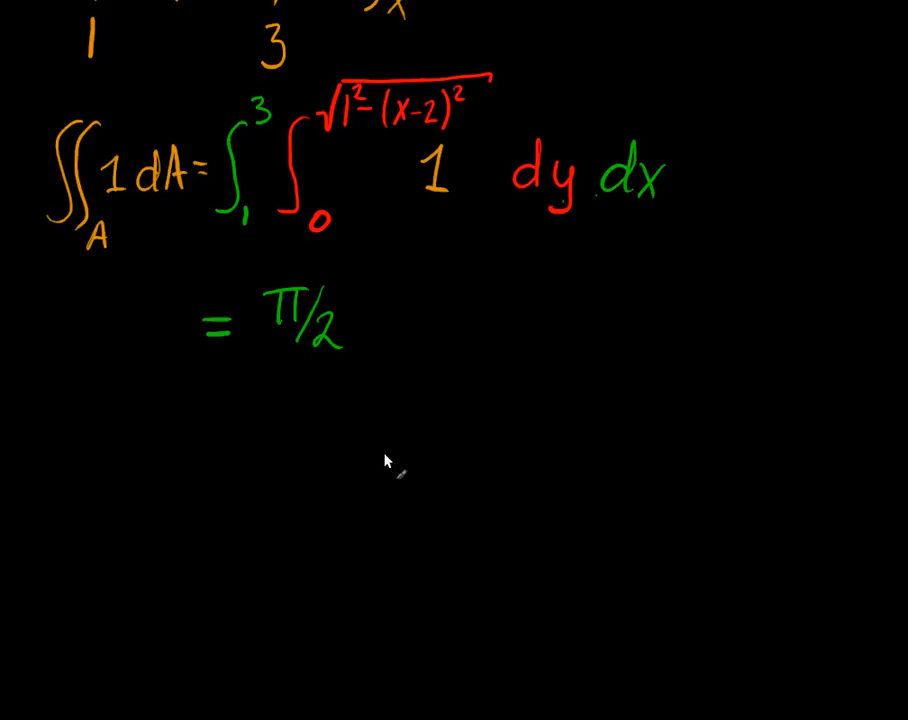 x
1 3
∬_A 1 dA = ∫_1^3 ∫_0^{√(1²-(x-2)²)} 1 dy dx
= π/2